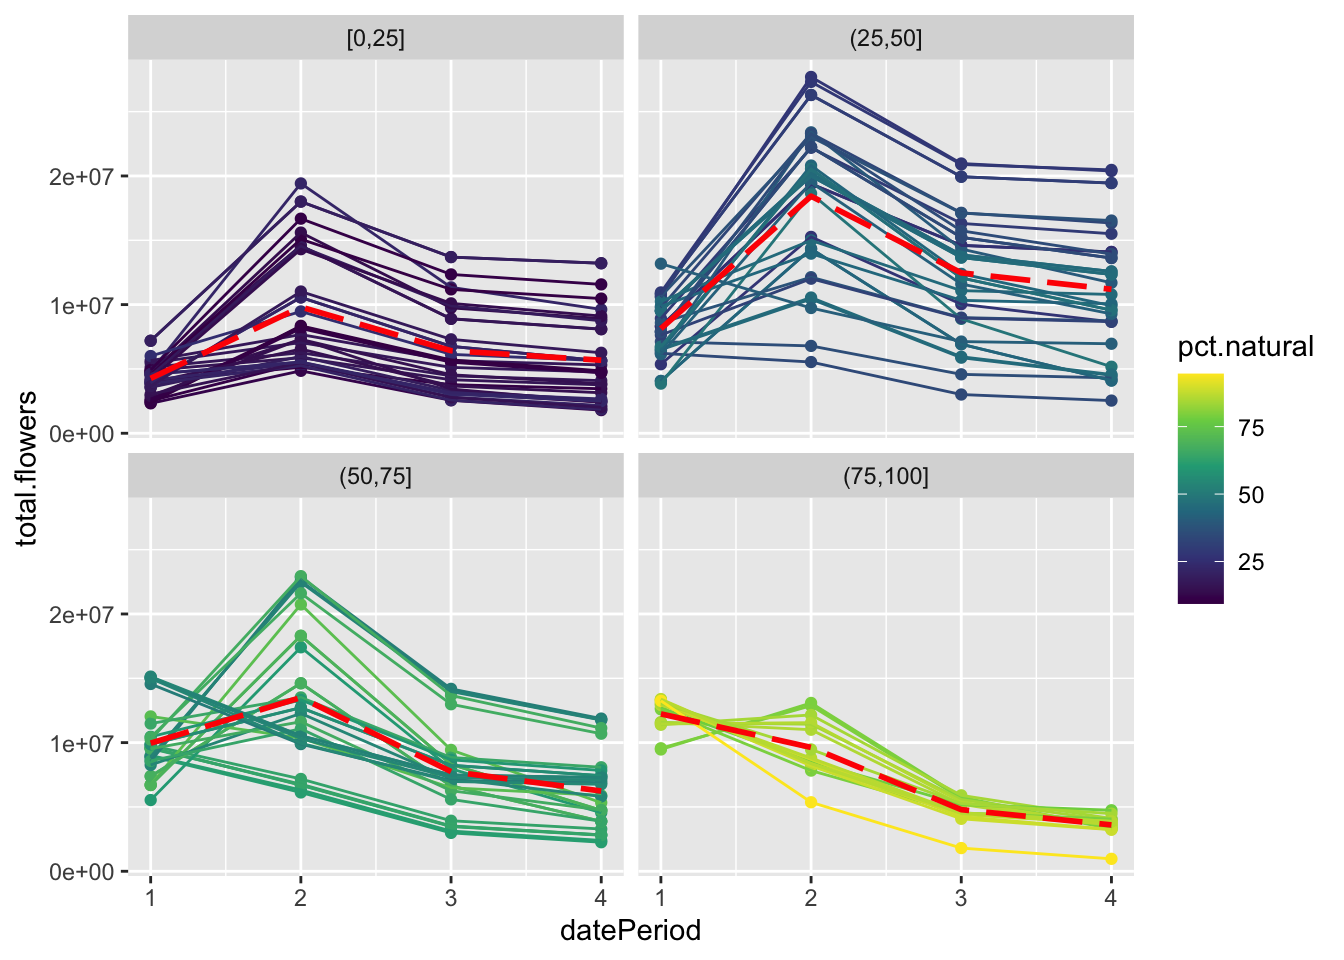 [0,25]
(25,50]
2e+07
1e+07
0e+00
(50,75]
(75,100]
2e+07
1e+07
0e+00
1 2 3 4
1 2 3 4
datePeriod
total.flowers
pct.natural
75
50
25